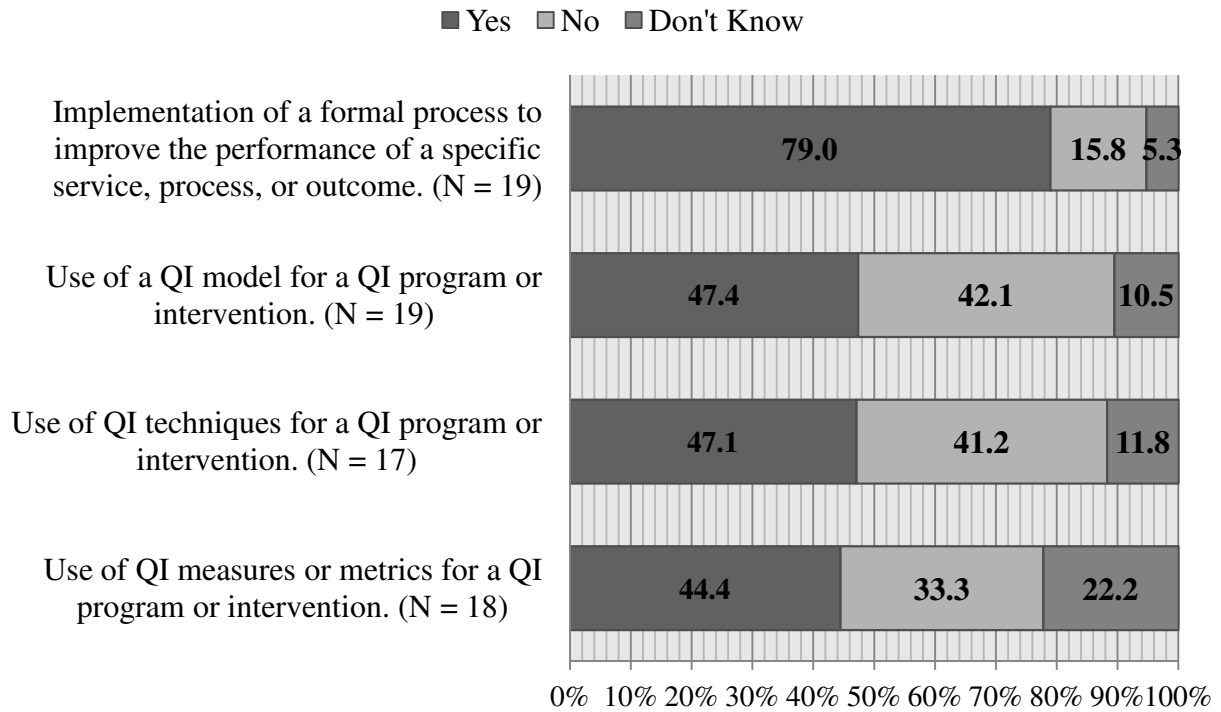 Yes No Don't Know
Implementation of a formal process to
improve the performance of a specific
service, process, or outcome. (N = 19)
79.0 15.8 5.3
Use of a QI model for a QI program or
intervention. (N = 19)
47.4 42.1 10.5
Use of QI techniques for a QI program or
intervention. (N = 17)
47.1 41.2 11.8
Use of QI measures or metrics for a QI
program or intervention. (N = 18)
44.4 33.3 22.2
0% 10% 20% 30% 40% 50% 60% 70% 80% 90% 100%